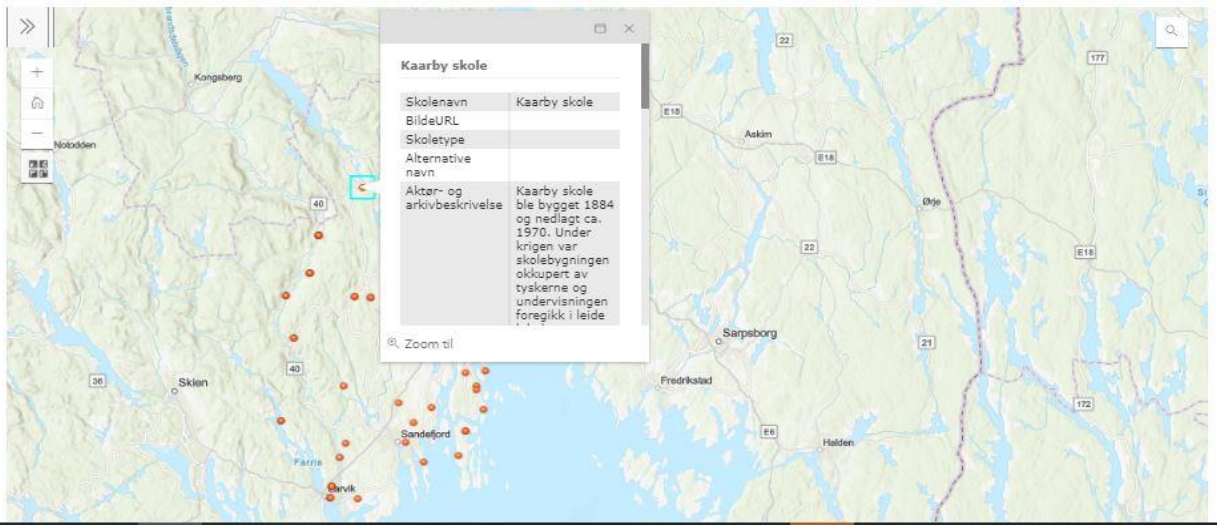 Kaarby skole
Skolenavn Kaarby skole
BildeURL
Skoletype
Alternative
navn
Aktør- og Kaarby skole
arkivbeskrivelse ble bygget 1884
og nedlagt ca.
1970. Under
krigen var
skolebygningen
okkupert av
tyskerne og
undervisningen
foregikk i leide
Zoom til
Kongsberg
Notodden
40
40
36
Skien
Farris
Larvik
Sandefjord
22
177
E18
Askim
E18
Ørje
22
E18
Sarpsborg
21
Fredrikstad
172
E6
Halden